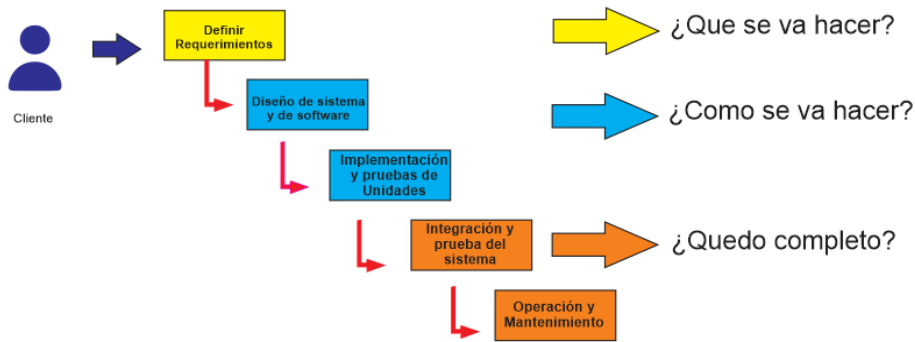 Cliente
Definir
Requerimientos
¿Que se va hacer?
Diseño de sistema
y de software
¿Como se va hacer?
Implementación
y pruebas de
Unidades
Integración y
prueba del
sistema
¿Quedo completo?
Operación y
Mantenimiento